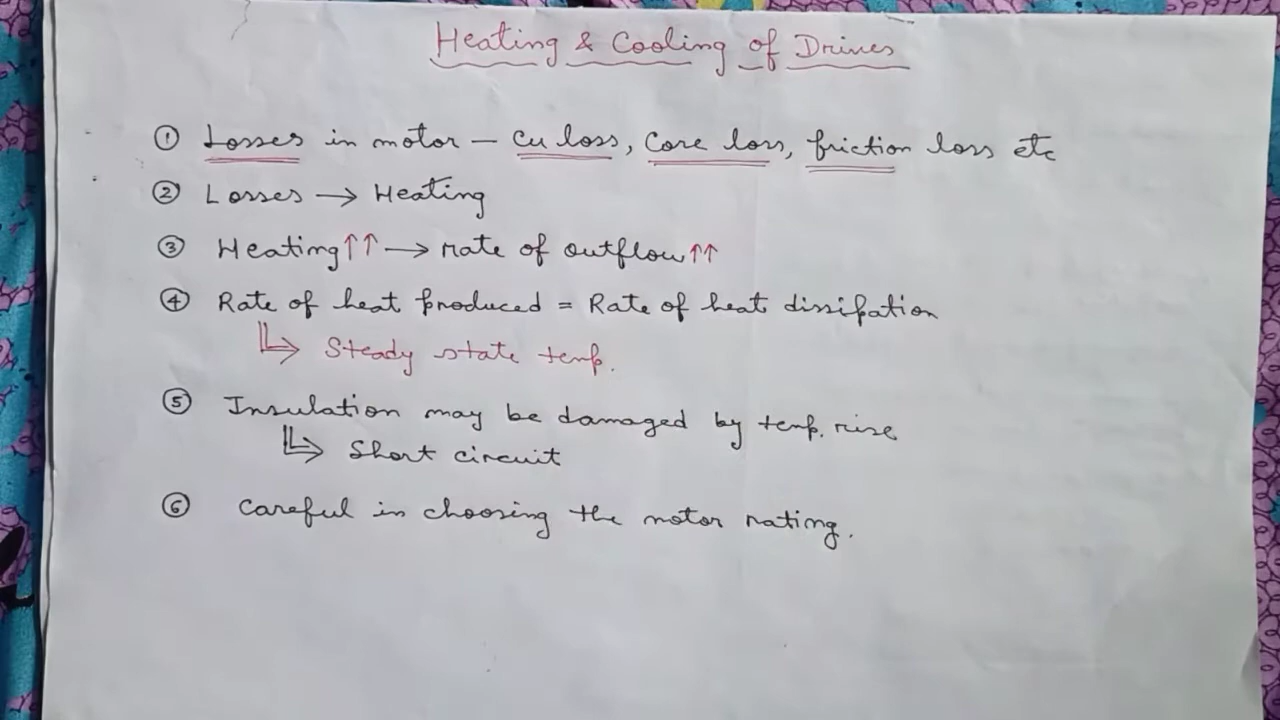 Heating & Cooling of Drives
① Losses in motor — Cu loss, Core loss, friction loss etc
② Losses → Heating
③ Heating↑↑ → rate of outflow↑↑
④ Rate of heat produced = Rate of heat dissipation
↳ Steady state temp.
⑤ Insulation may be damaged by temp. rise
↳ Short circuit
⑥ Careful in choosing the motor rating.